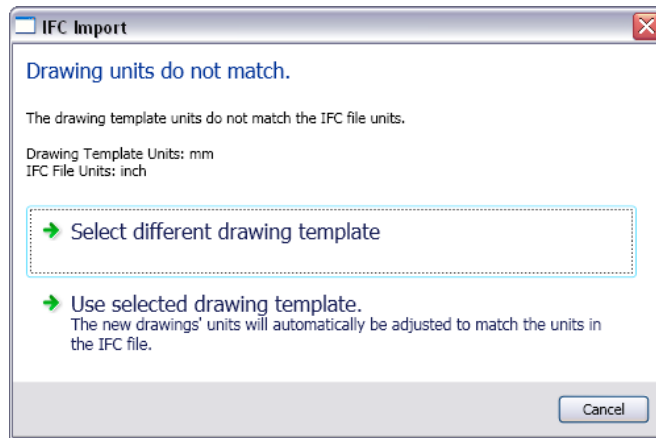 IFC Import
Drawing units do not match.
The drawing template units do not match the IFC file units.
Drawing Template Units: mm
IFC File Units: inch
Select different drawing template
Use selected drawing template.
The new drawings' units will automatically be adjusted to match the units in
the IFC file.
Cancel